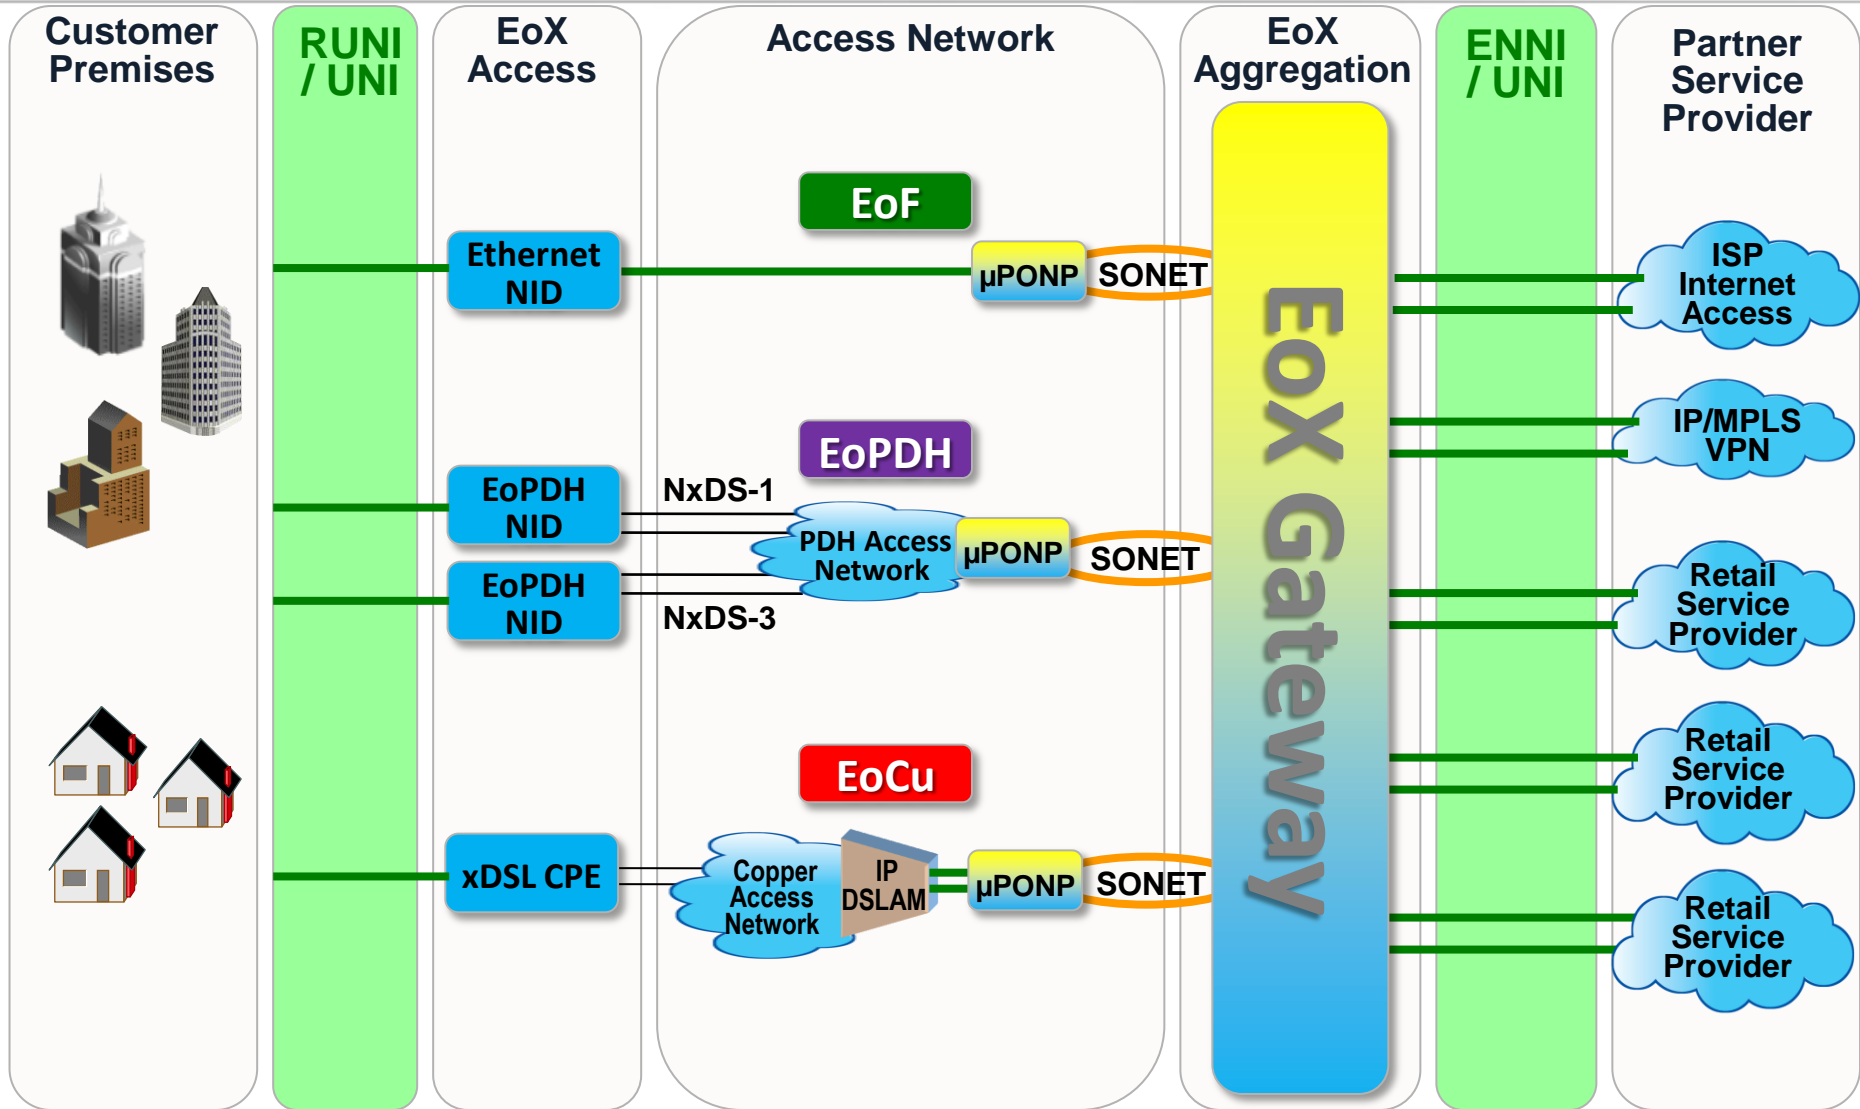 Customer
Premises
RUNI
/ UNI
EoX
Access
Access Network
EoX
Aggregation
ENNI
/ UNI
Partner
Service
Provider
EoF
Ethernet
NID
µPONP
SONET
ISP
Internet
Access
EoX Gateway
IP/MPLS
VPN
EoPDH
EoPDH
NID
NxDS-1
PDH Access
Network
µPONP
SONET
EoPDH
NID
NxDS-3
Retail
Service
Provider
Retail
Service
Provider
EoCu
xDSL CPE
Copper
Access
Network
IP
DSLAM
µPONP
SONET
Retail
Service
Provider